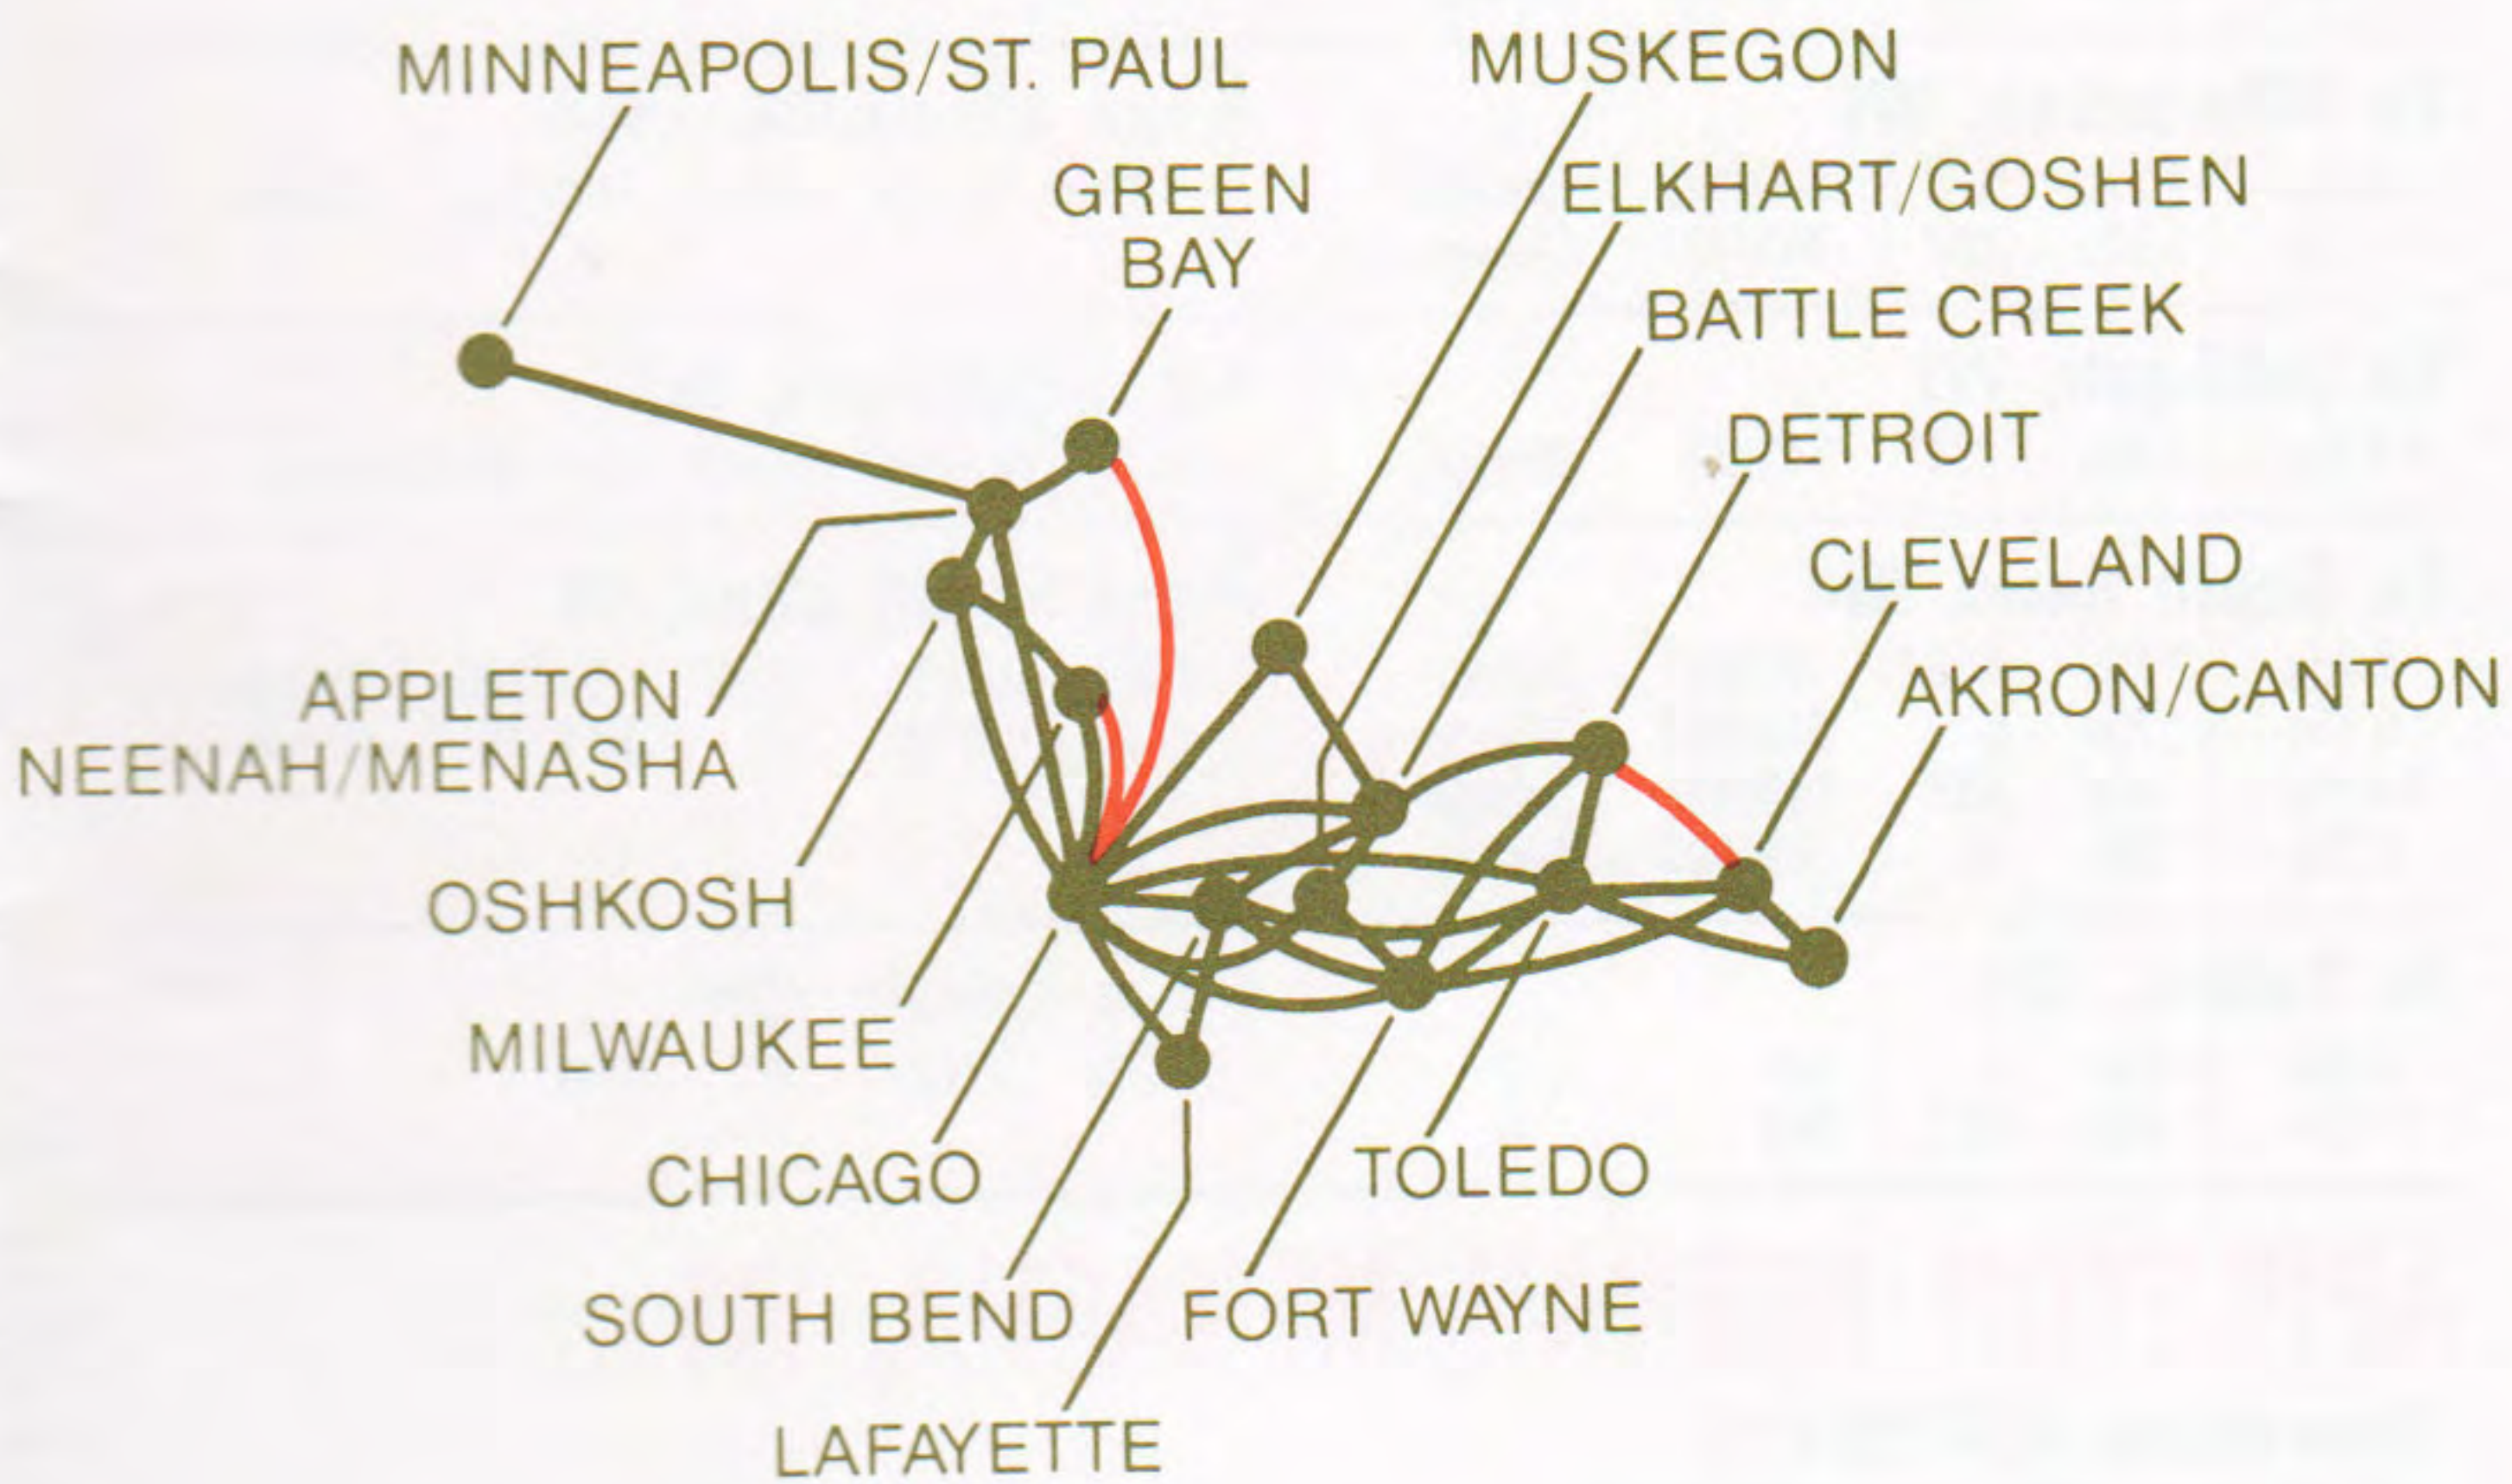 MINNEAPOLIS/ST. PAUL
MUSKEGON
GREEN
BAY
ELKHART/GOSHEN
BATTLE CREEK
DETROIT
CLEVELAND
AKRON/CANTON
APPLETON
NEENAH/MENASHA
OSHKOSH
MILWAUKEE
CHICAGO
TOLEDO
SOUTH BEND
FORT WAYNE
LAFAYETTE